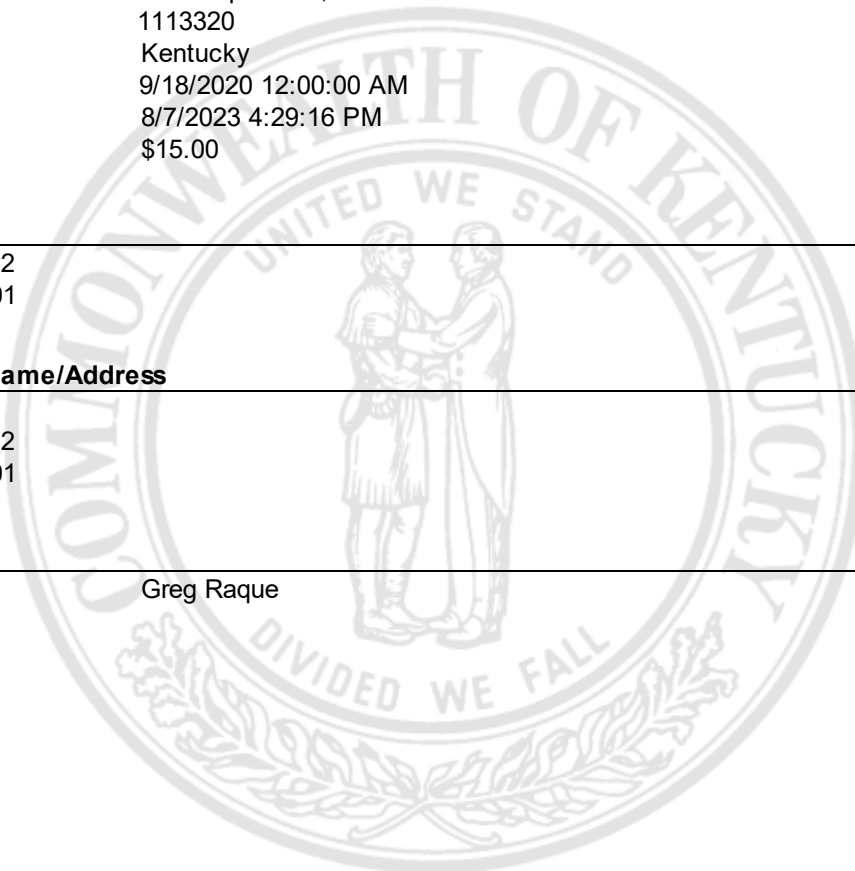 1113320
Kentucky
9/18/2020 12:00:00 AM
8/7/2023 4:29:16 PM
$15.00
COMMONWEALTH OF KENTUCKY
UNITED WE STAND
2
01
ame/Address
2
01
Greg Raque
DIVIDED WE FALL